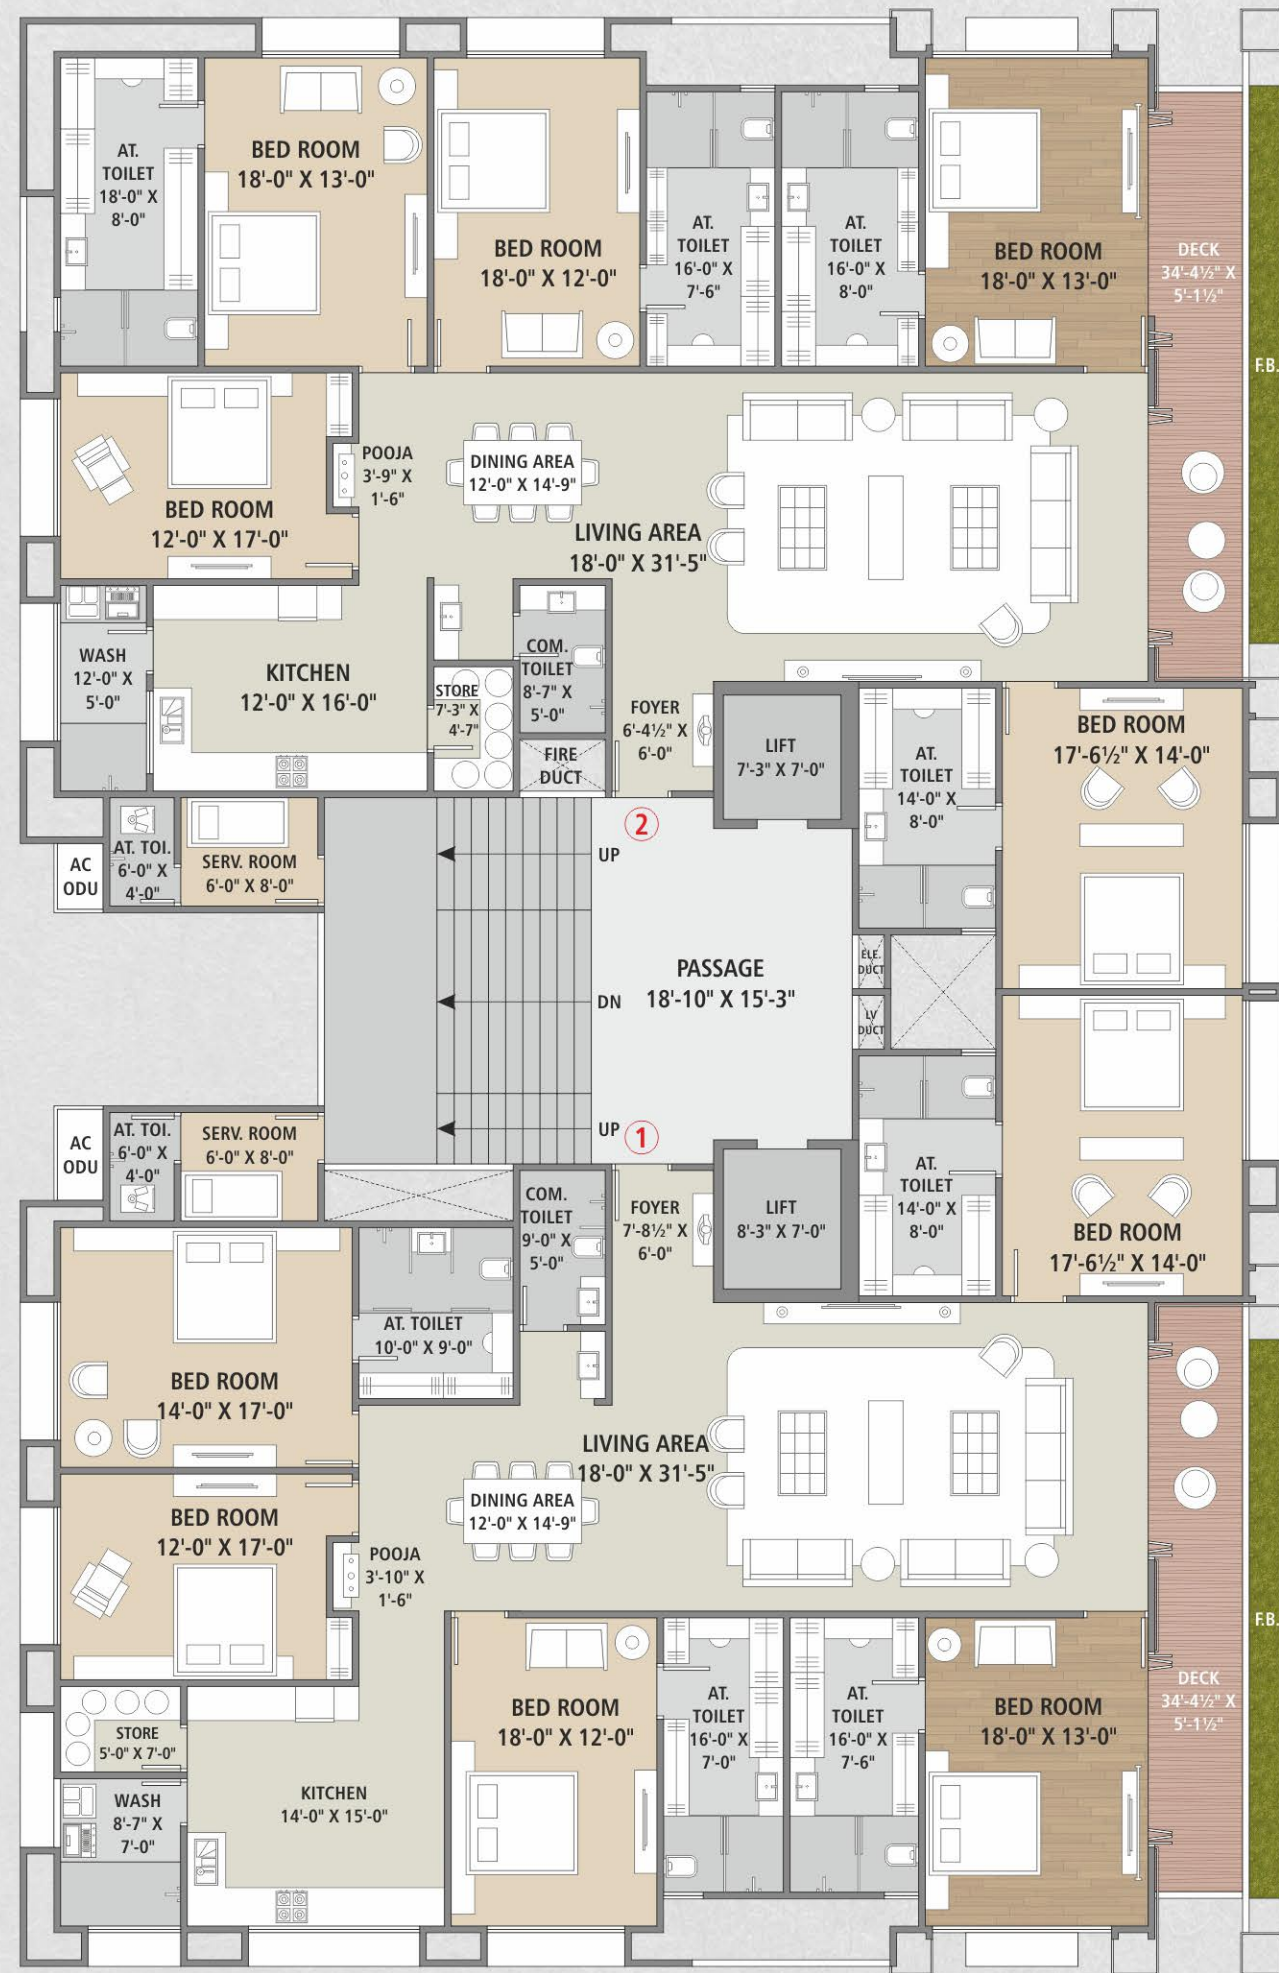 AT.
TOILET
18'-0" X
8'-0"
BED ROOM
18'-0" X 13'-0"
BED ROOM
18'-0" X 12'-0"
AT.
TOILET
16'-0" X
7'-6"
AT.
TOILET
16'-0" X
8'-0"
BED ROOM
18'-0" X 13'-0"
DECK
34'-4½" X
5'-1½"
F.B.
BED ROOM
12'-0" X 17'-0"
POOJA
3'-9" X
1'-6"
DINING AREA
12'-0" X 14'-9"
LIVING AREA
18'-0" X 31'-5"
WASH
12'-0" X
5'-0"
KITCHEN
12'-0" X 16'-0"
STORE
7'-3" X
4'-7"
COM.
TOILET
8'-7" X
5'-0"
FIRE
DUCT
FOYER
6'-4½" X
6'-0"
LIFT
7'-3" X 7'-0"
AT.
TOILET
14'-0" X
8'-0"
BED ROOM
17'-6½" X 14'-0"
AC
ODU
AT. TOI.
6'-0" X
4'-0"
SERV. ROOM
6'-0" X 8'-0"
2
UP
PASSAGE
18'-10" X 15'-3"
DN
ELE.
DUCT
LV
DUCT
UP
1
AC
ODU
AT. TOI.
6'-0" X
4'-0"
SERV. ROOM
6'-0" X 8'-0"
COM.
TOILET
9'-0" X
5'-0"
FOYER
7'-8½" X
6'-0"
LIFT
8'-3" X 7'-0"
AT.
TOILET
14'-0" X
8'-0"
BED ROOM
17'-6½" X 14'-0"
BED ROOM
14'-0" X 17'-0"
AT. TOILET
10'-0" X 9'-0"
LIVING AREA
18'-0" X 31'-5"
DINING AREA
12'-0" X 14'-9"
BED ROOM
12'-0" X 17'-0"
POOJA
3'-10" X
1'-6"
F.B.
DECK
34'-4½" X
5'-1½"
STORE
5'-0" X 7'-0"
WASH
8'-7" X
7'-0"
KITCHEN
14'-0" X 15'-0"
BED ROOM
18'-0" X 12'-0"
AT.
TOILET
16'-0" X
7'-0"
AT.
TOILET
16'-0" X
7'-6"
BED ROOM
18'-0" X 13'-0"